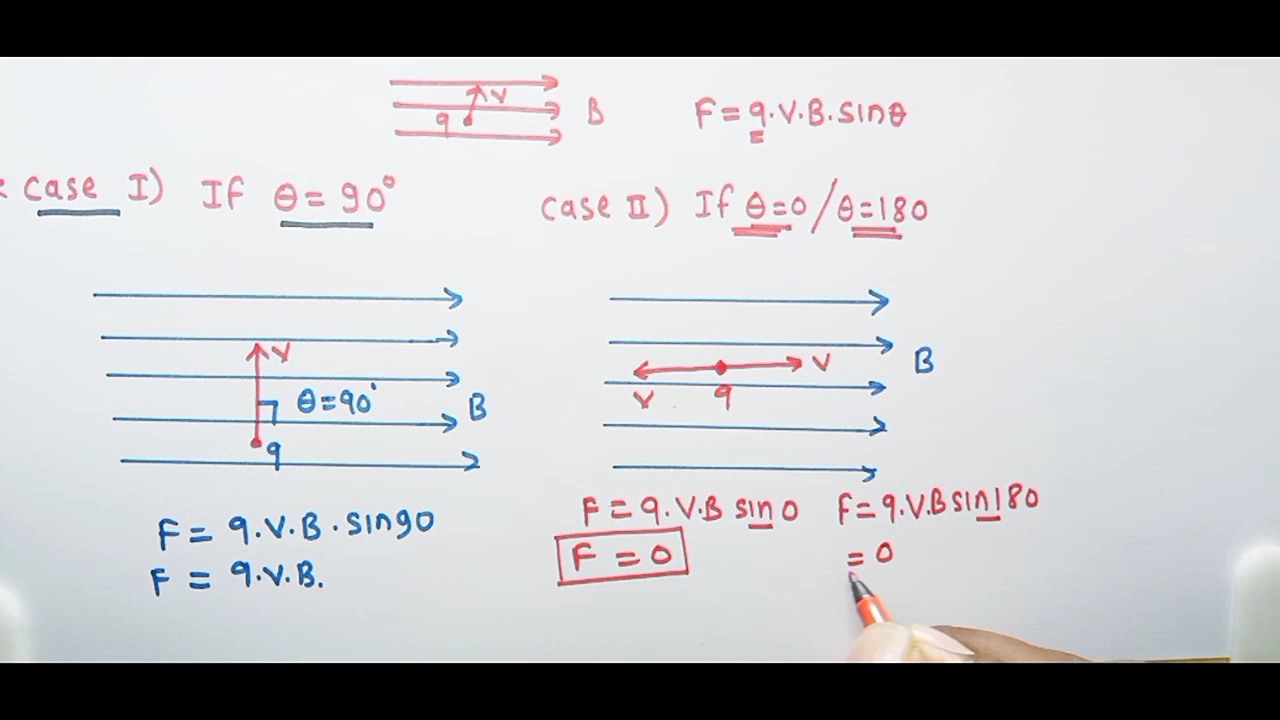 V
q
B
F = q.V.B.sinθ
case I) If θ = 90°
case II) If θ=0/θ=180
V
θ=90°
B
q
V
V
q
B
F = q.V.B.sin90
F = q.V.B.
F = q.V.B sin 0
F = 0
F = q.V.B sin 180
= 0